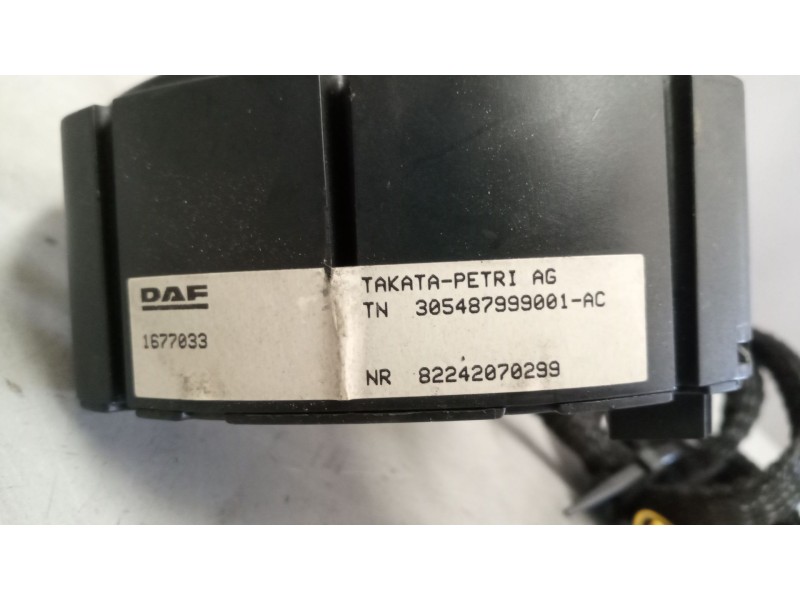 DAF
1677033
TAKATA-PETRI AG
TN 305487999001-AC
NR 82242070299